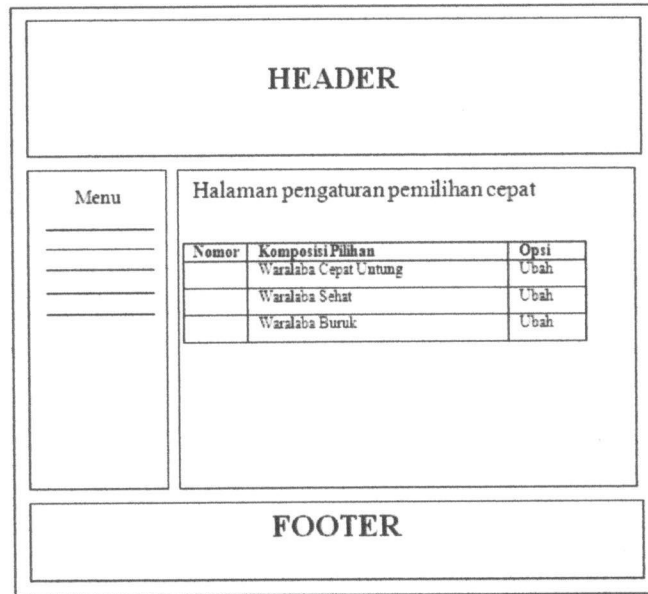 HEADER
Menu
Halaman pengaturan pemilihan cepat
Nomor Komposisi Pilihan Opsi
Waralaba Cepat Untung Ubah
Waralaba Sehat Ubah
Waralaba Buruk Ubah
FOOTER